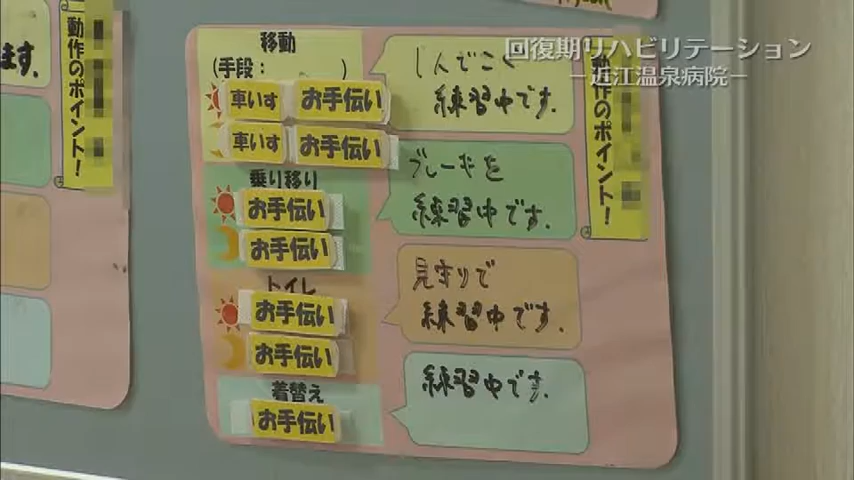 回復期リハビリテーション
－近江温泉病院－
ます。
動作のポイント！
移動
(手段： )
車いす お手伝い
車いす お手伝い
しんでこぐ
練習中です。
乗り移り
お手伝い
お手伝い
ブレーキを
練習中です。
トイレ
お手伝い
お手伝い
見守りで
練習中です。
着替え
お手伝い
練習中です。
動作のポイント！